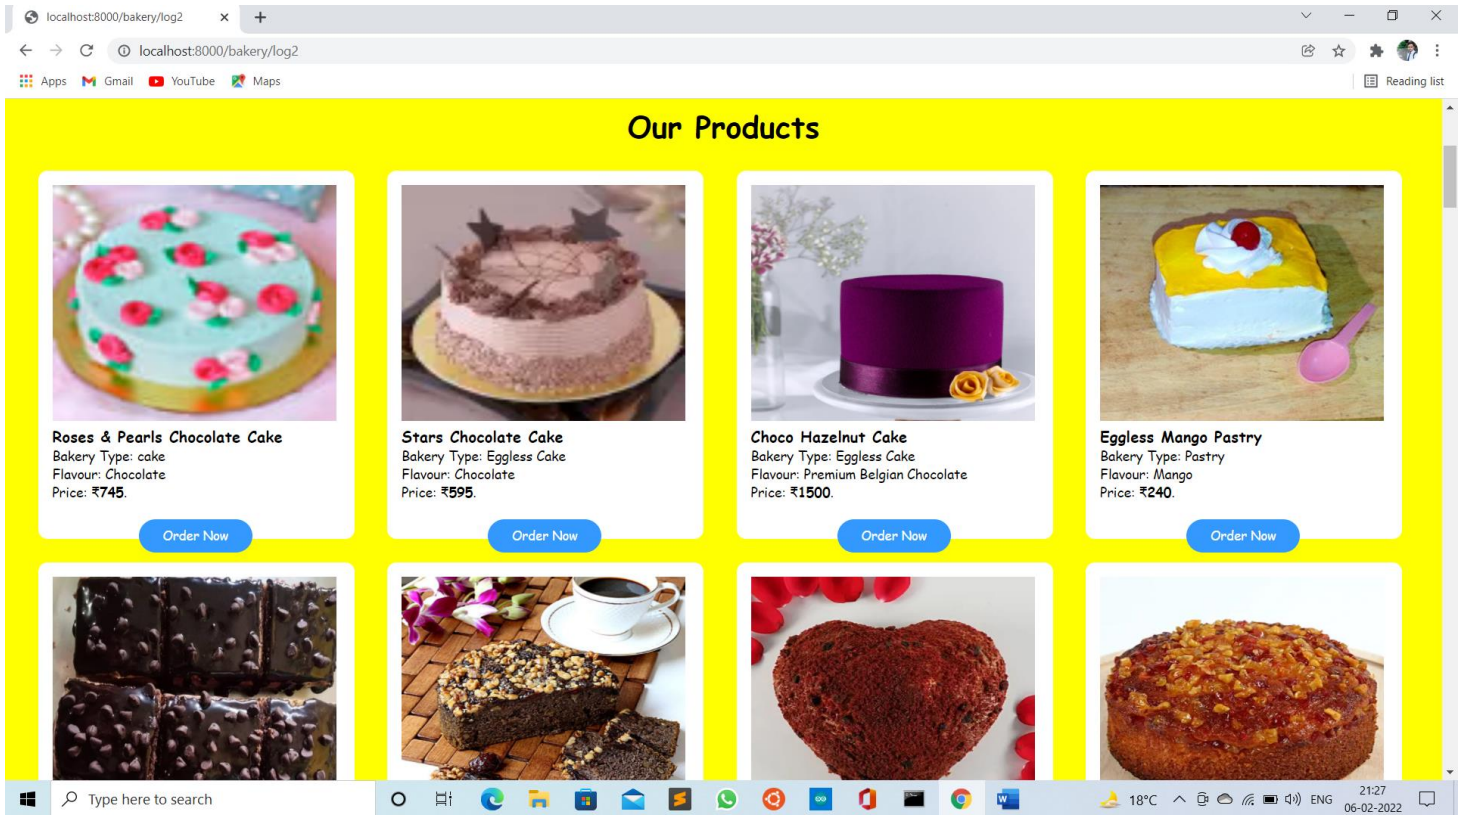 localhost:8000/bakery/log2
localhost:8000/bakery/log2
Apps Gmail YouTube Maps Reading list
Our Products
Roses & Pearls Chocolate Cake
Bakery Type: cake
Flavour: Chocolate
Price: ₹745.
Order Now
Stars Chocolate Cake
Bakery Type: Eggless Cake
Flavour: Chocolate
Price: ₹595.
Order Now
Choco Hazelnut Cake
Bakery Type: Eggless Cake
Flavour: Premium Belgian Chocolate
Price: ₹1500.
Order Now
Eggless Mango Pastry
Bakery Type: Pastry
Flavour: Mango
Price: ₹240.
Order Now
Type here to search
18°C ENG
21:27
06-02-2022